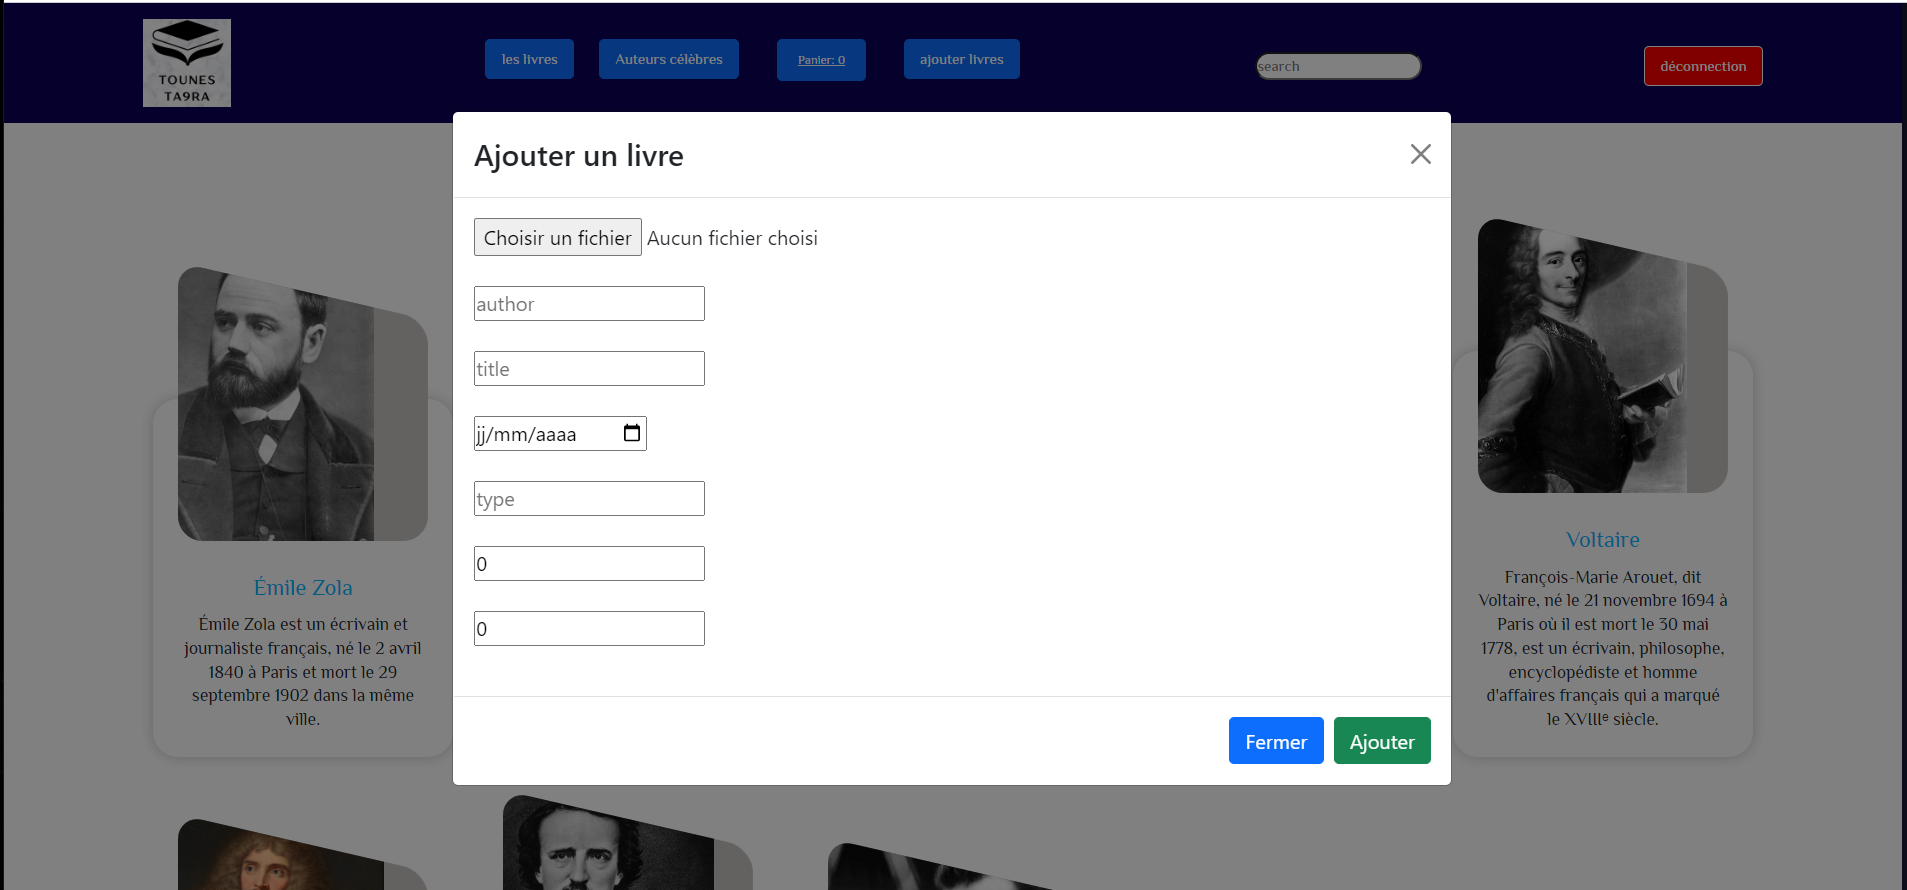 TOUNES
TA9RA
les livres
Auteurs célèbres
Panier: 0
ajouter livres
search
déconnection
Ajouter un livre
Choisir un fichier Aucun fichier choisi
author
title
jj/mm/aaaa
type
0
0
Fermer
Ajouter
Émile Zola
Émile Zola est un écrivain et
journaliste français, né le 2 avril
1840 à Paris et mort le 29
septembre 1902 dans la même
ville.
Voltaire
François-Marie Arouet, dit
Voltaire, né le 21 novembre 1694 à
Paris où il est mort le 30 mai
1778, est un écrivain, philosophe,
encyclopédiste et homme
d'affaires français qui a marqué
le XVIIIᵉ siècle.